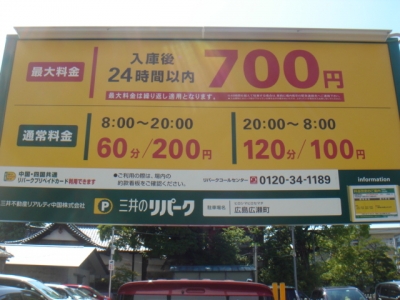 最大料金
入庫後
24時間以内
700円
最大料金は繰り返し適用となります。
通常料金
8:00～20:00
60分/200円
20:00～8:00
120分/100円
中国・四国共通
リパークプリペイドカード利用できます
●ご利用の際は、場内の
約款看板をご確認ください。
リパークコールセンター
0120-34-1189
information
三井不動産リアルティ中国株式会社
P 三井のリパーク
駐車場名
広島広瀬町